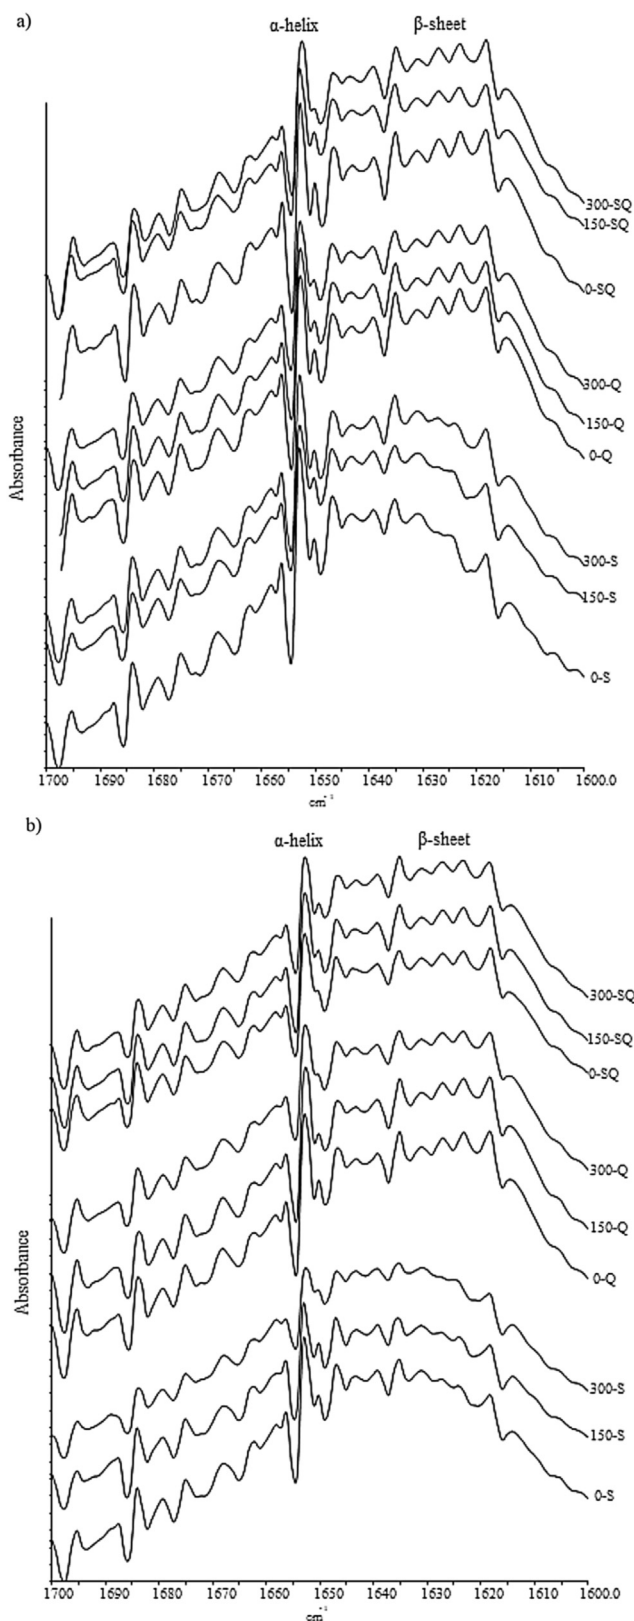 a)
α-helix
β-sheet
300-SQ
150-SQ
0-SQ
300-Q
150-Q
0-Q
300-S
150-S
0-S
Absorbance
1700 1690 1680 1670 1660 1650 1640 1630 1620 1610 1600.0
cm⁻¹
b)
α-helix
β-sheet
300-SQ
150-SQ
0-SQ
300-Q
150-Q
0-Q
300-S
150-S
0-S
Absorbance
1700 1690 1680 1670 1660 1650 1640 1630 1620 1610 1600.0
cm⁻¹